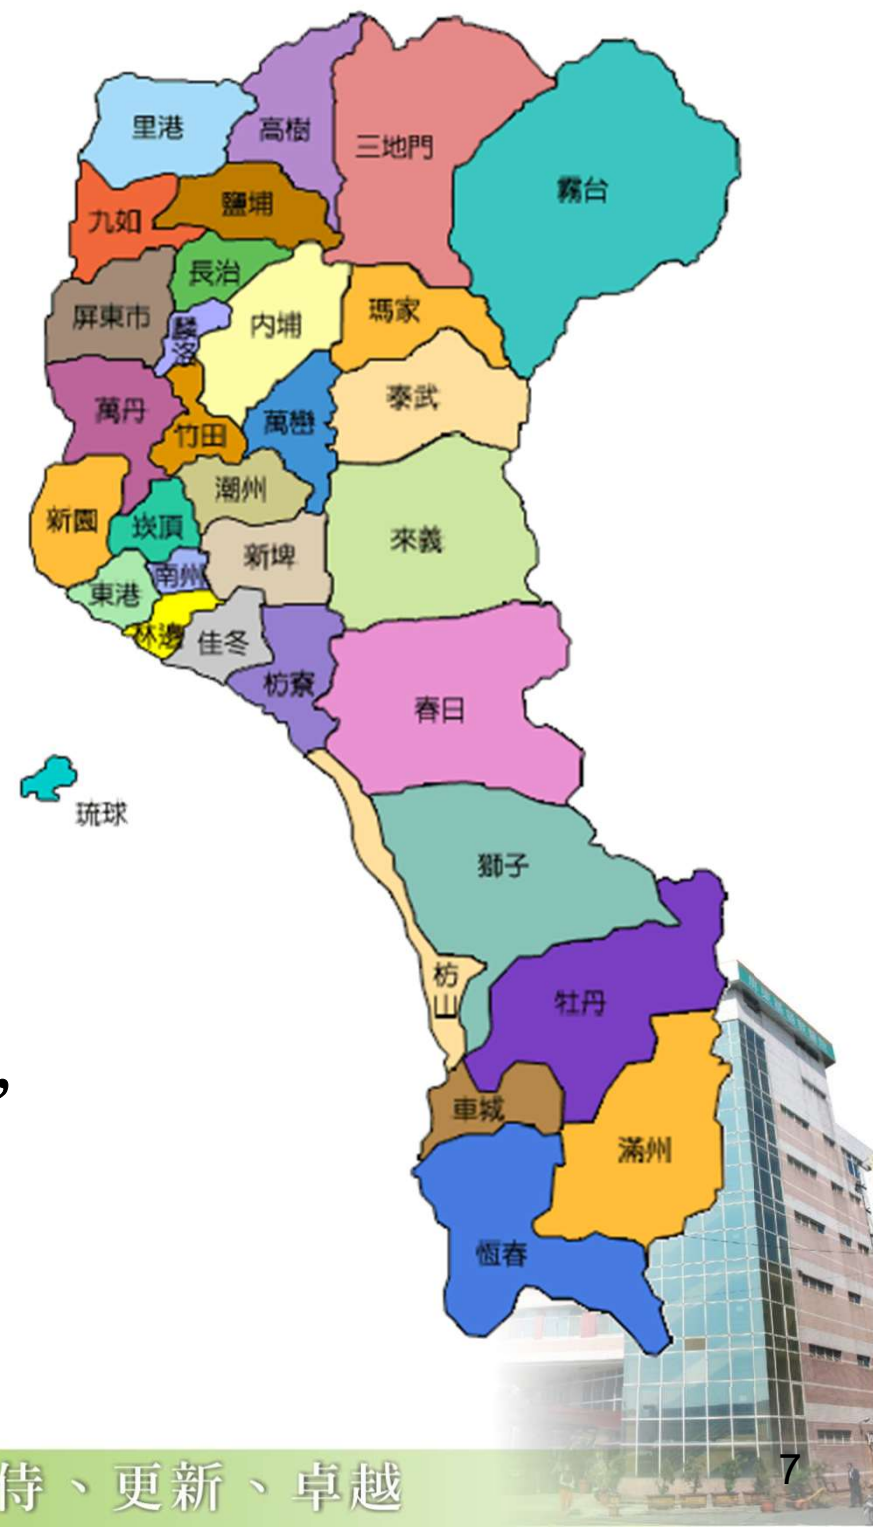 里港
高樹
三地門
霧台
鹽埔
九如
長治
屏東市
麟
洛
內埔
瑪家
泰武
萬丹
萬巒
竹田
潮州
新園
崁頂
新埤
來義
南州
東港
林邊
佳冬
枋寮
春日
琉球
獅子
枋
山
牡丹
車城
滿州
恆春
,
侍、更新、卓越
7